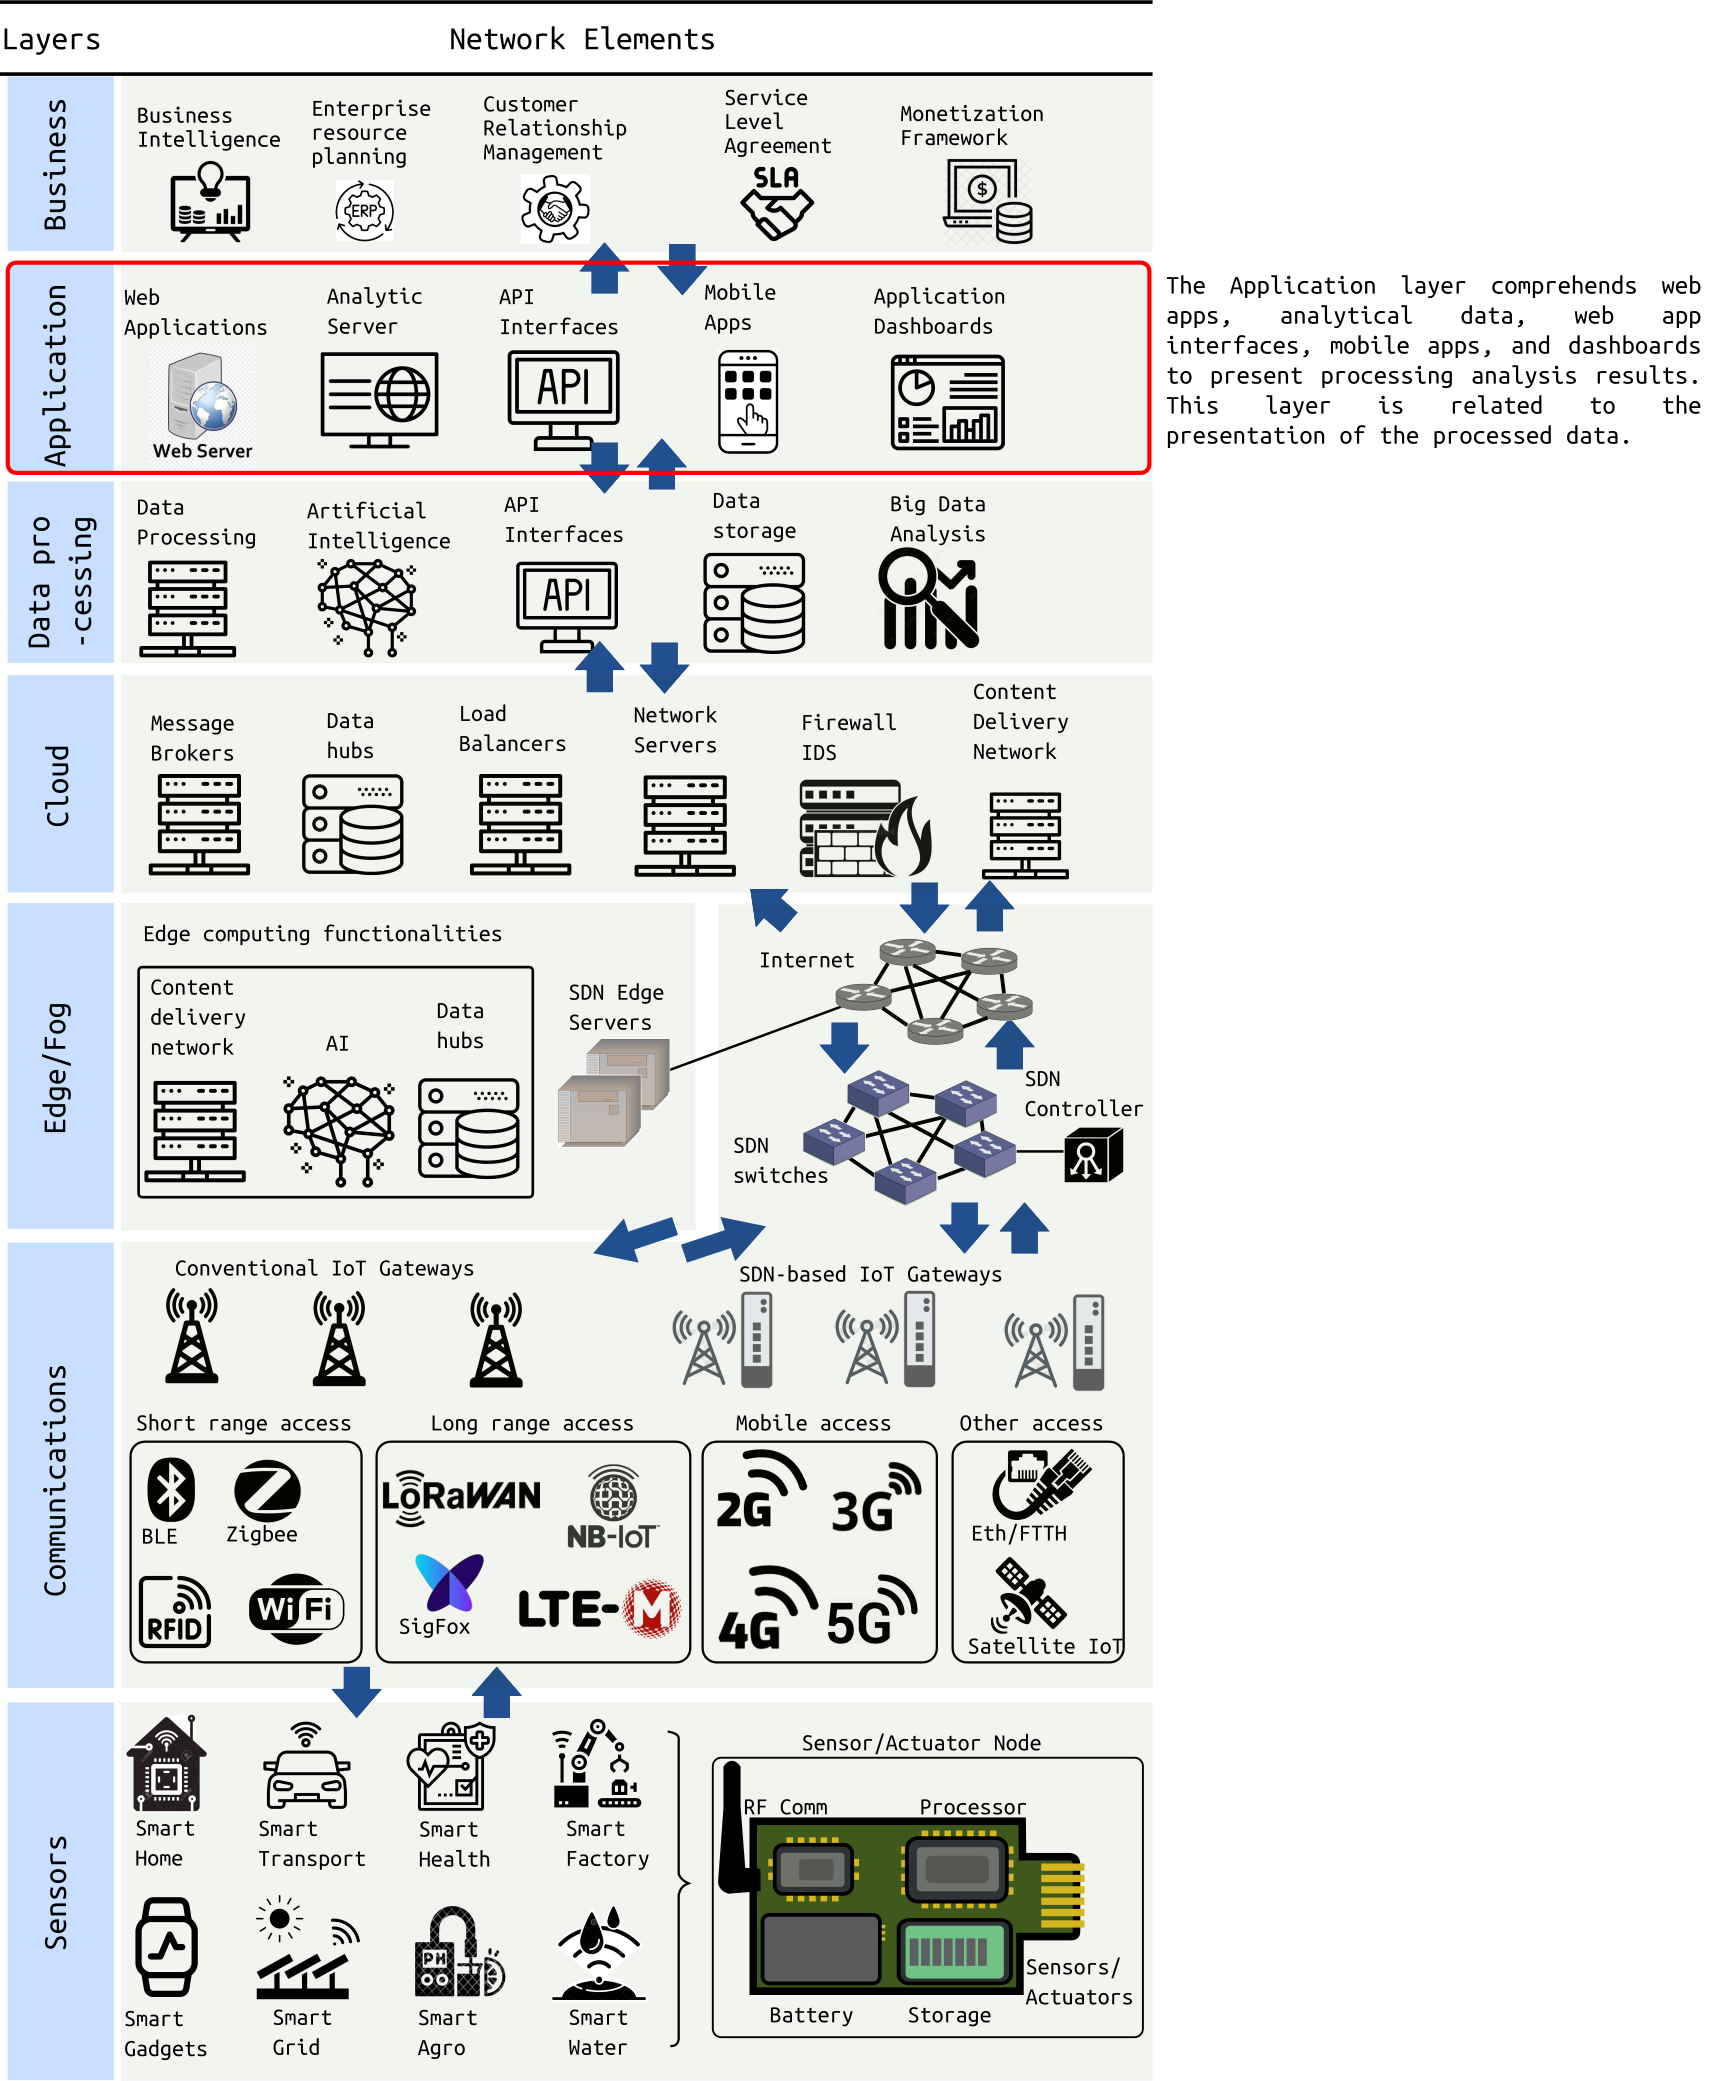 Layers
Network Elements
Business
Business
Intelligence
Enterprise
resource
planning
ERP
Customer
Relationship
Management
Service
Level
Agreement
SLA
Monetization
Framework
$
Application
Web
Applications
Web Server
Analytic
Server
API
Interfaces
API
Mobile
Apps
Application
Dashboards
The Application layer comprehends web
apps, analytical data, web app
interfaces, mobile apps, and dashboards
to present processing analysis results.
This layer is related to the
presentation of the processed data.
Data pro
-cessing
Data
Processing
Artificial
Intelligence
API
Interfaces
API
Data
storage
Big Data
Analysis
Cloud
Message
Brokers
Data
hubs
Load
Balancers
Network
Servers
Firewall
IDS
Content
Delivery
Network
Edge/Fog
Edge computing functionalities
Content
delivery
network
AI
Data
hubs
SDN Edge
Servers
Internet
SDN
Controller
SDN
switches
Communications
Conventional IoT Gateways
SDN-based IoT Gateways
Short range access
BLE
Zigbee
RFID
WiFi
Long range access
LoRaWAN
NB-IoT
SigFox
LTE-M
Mobile access
2G
3G
4G
5G
Other access
Eth/FTTH
Satellite IoT
Sensors
Smart
Home
Smart
Transport
Smart
Health
Smart
Factory
Smart
Gadgets
Smart
Grid
PH
Smart
Agro
Smart
Water
Sensor/Actuator Node
RF Comm
Processor
Battery
Storage
Sensors/
Actuators